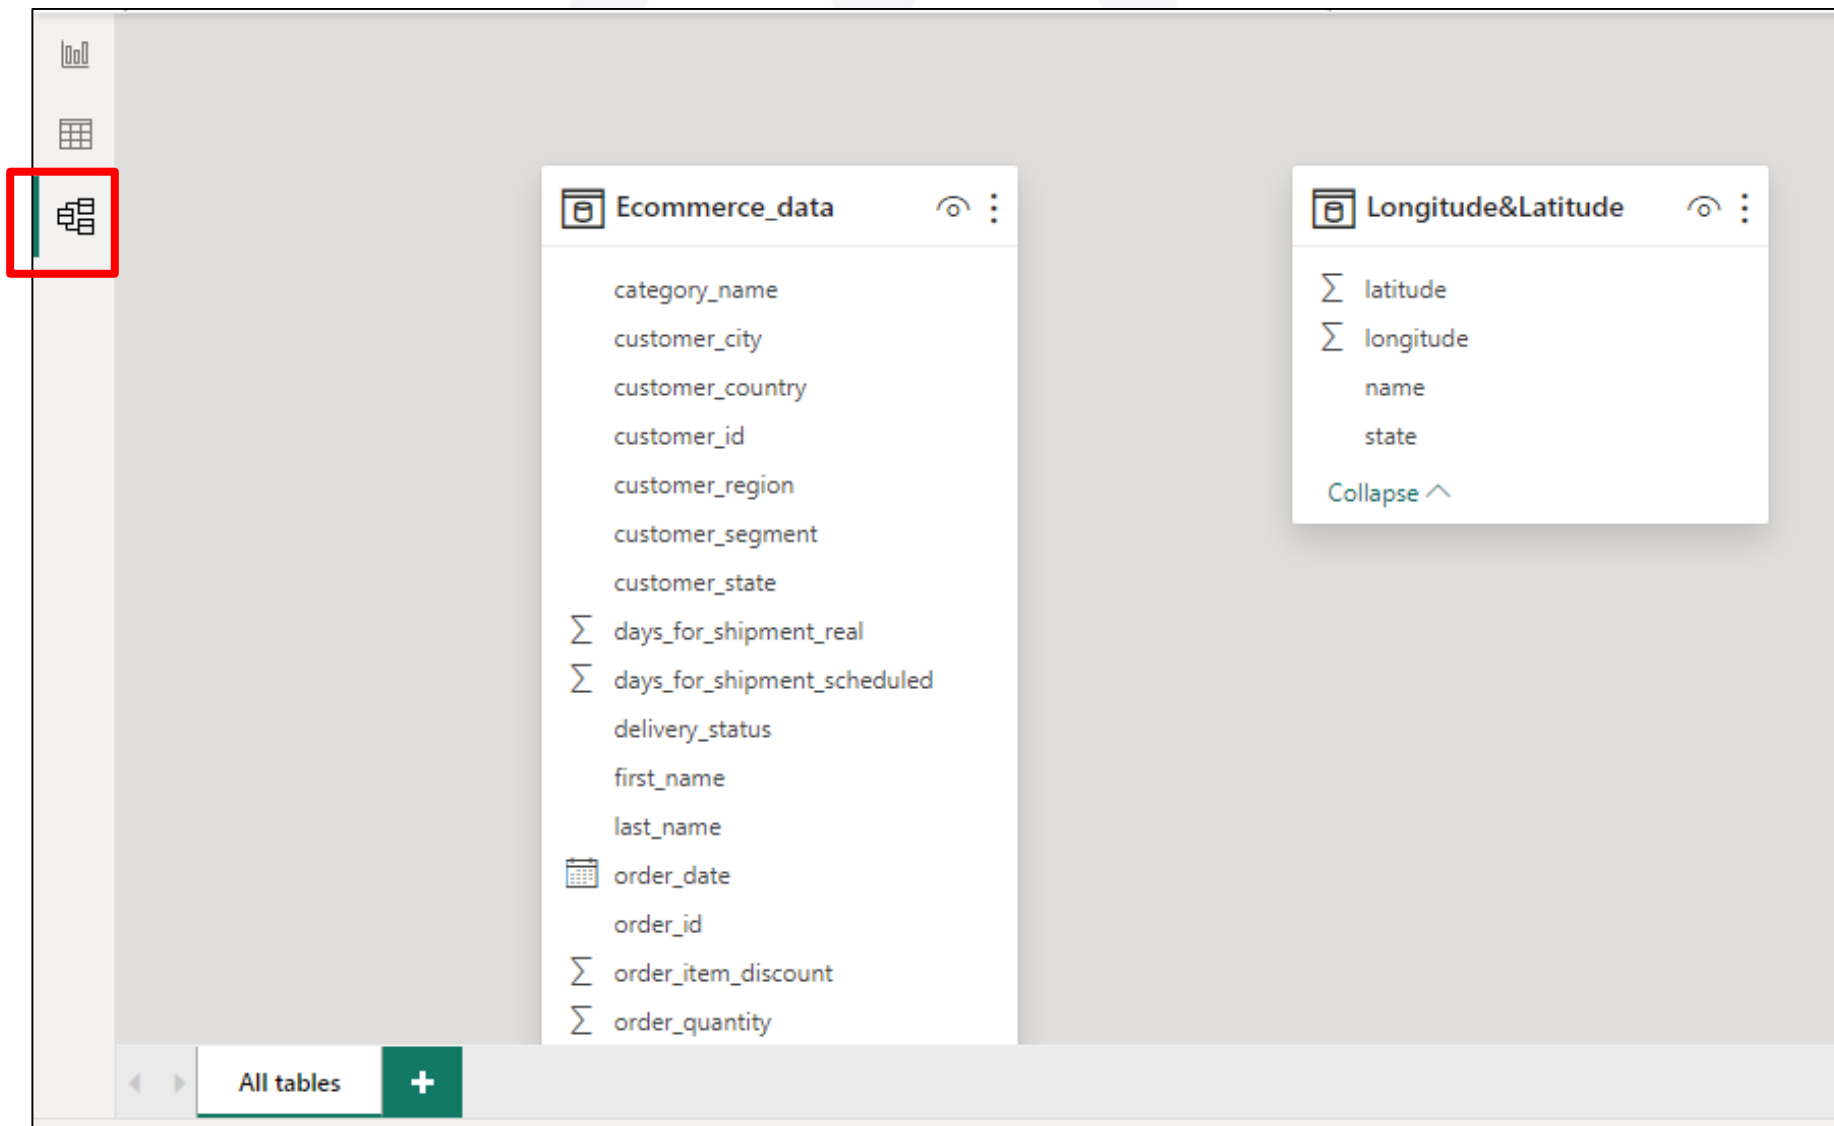 Ecommerce_data
category_name
customer_city
customer_country
customer_id
customer_region
customer_segment
customer_state
days_for_shipment_real
days_for_shipment_scheduled
delivery_status
first_name
last_name
order_date
order_id
order_item_discount
order_quantity
Longitude&Latitude
latitude
longitude
name
state
Collapse
All tables